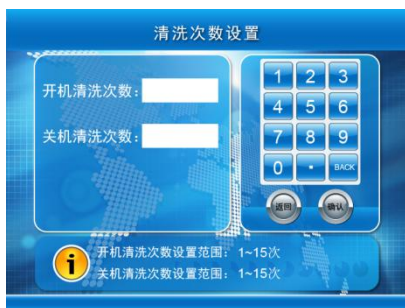 清洗次数设置
开机清洗次数：
关机清洗次数：
1 2 3
4 5 6
7 8 9
0 · BACK
返回 确认
i
开机清洗次数设置范围：1~15次
关机清洗次数设置范围：1~15次